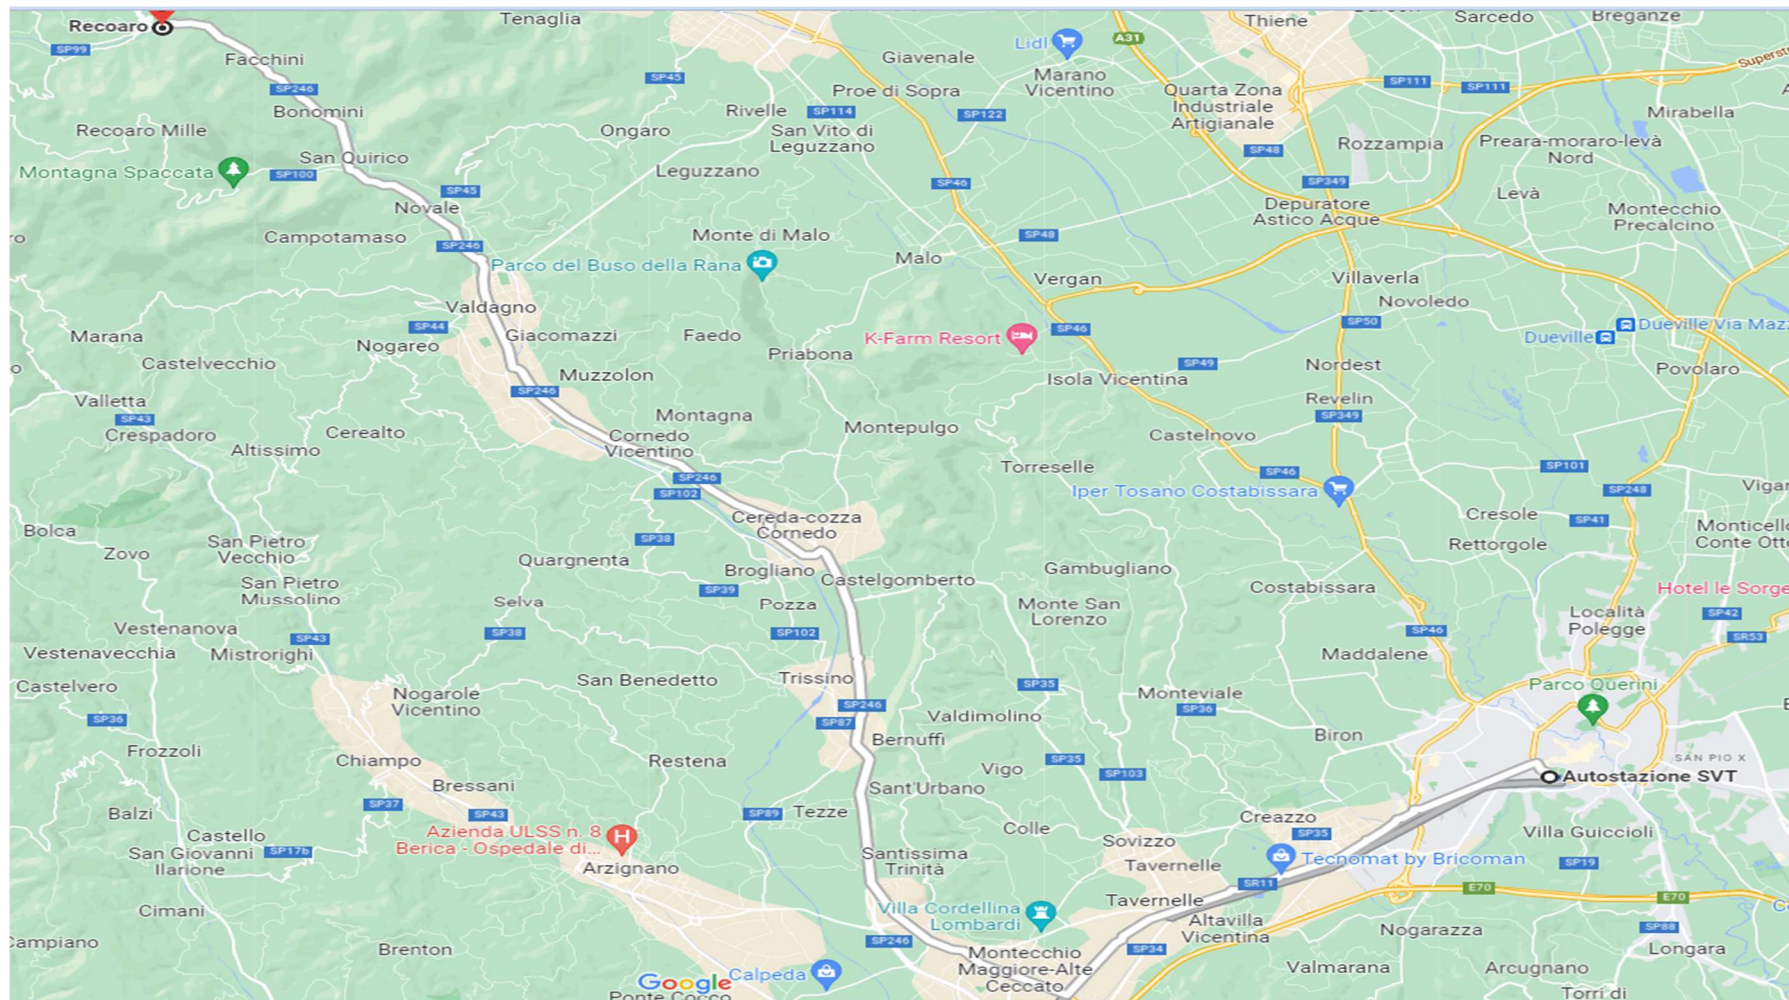 Tenaglia
Thiene
Sarcedo
Breganze
Recoaro
SP99
Facchini
Giavenale
Lidl
A31
Superst
SP246
SP45
Marano
Vicentino
Quarta Zona
Industriale
Artigianale
SP111
SP111
Bonomini
Rivelle
Proe di Sopra
SP114
SP122
Mirabella
Recoaro Mille
Ongaro
San Vito di
Leguzzano
SP48
Rozzampia
Preara-moraro-levà
Nord
San Quirico
Montagna Spaccata
SP100
SP45
Leguzzano
SP46
SP349
Levà
Novale
Depuratore
Astico Acque
Montecchio
Precalcino
Campotamaso
SP246
Monte di Malo
SP48
Parco del Buso della Rana
Malo
Vergan
Villaverla
Novoledo
Valdagno
SP44
Giacomazzi
Faedo
K-Farm Resort
SP46
SP50
Dueville
Dueville Via Maz
Marana
Nogareo
Priabona
Castelvecchio
SP49
Nordest
Povolaro
Muzzolon
Isola Vicentina
SP246
Valletta
SP43
Revelin
SP349
Montagna
Crespadoro
Cerealto
Cornedo
Vicentino
Montepulgo
Castelnovo
Altissimo
Torreselle
SP46
SP101
SP246
SP102
Iper Tosano Costabissara
SP248
Vigar
Cereda-cozza
Cornedo
Cresole
SP41
Monticello
Conte Otto
Bolca
Zovo
San Pietro
Vecchio
SP38
Rettorgole
Quargnenta
Brogliano
Castelgomberto
Gambugliano
San Pietro
Mussolino
SP39
Costabissara
Hotel le Sorge
Selva
Pozza
Monte San
Lorenzo
Località
Polegge
SP42
Vestenanova
SP43
SP38
SP102
SP46
SR53
Vestenavecchia
Mistrorighi
Maddalene
Castelvero
San Benedetto
Trissino
SP35
Parco Querini
Nogarole
Vicentino
Monteviale
SP36
SP246
SP36
SP87
Valdimolino
Frozzoli
Bernuffi
Biron
Chiampo
Restena
SP35
Vigo
SP103
SAN PIO X
Autostazione SVT
Bressani
Sant'Urbano
SP37
SP43
SP89
Tezze
Balzi
Creazzo
Castello
San Giovanni
Ilarione
SP17b
Azienda ULSS n. 8
Berica - Ospedale di...
Colle
Sovizzo
SP35
Villa Guiccioli
Santissima
Trinità
Tavernelle
Tecnomat by Bricoman
SP19
Arzignano
SR11
E70
E70
Cimani
Villa Cordellina
Lombardi
Tavernelle
Altavilla
Vicentina
Nogarazza
SP88
Campiano
Brenton
SP246
SP34
Longara
Montecchio
Maggiore-Alte
Ceccato
Valmarana
Arcugnano
Google
Calpeda
Ponte Cocco
Torri di